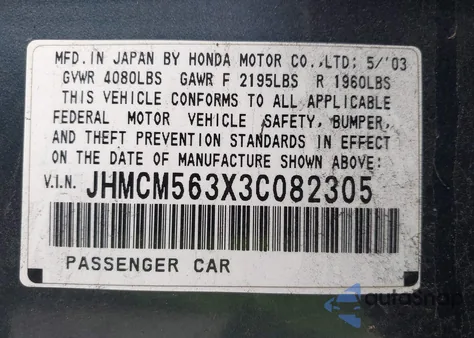 MFD. IN JAPAN BY HONDA MOTOR CO., LTD; 5/'03
GVWR 4080LBS GAWR F 2195LBS R 1960LBS
THIS VEHICLE CONFORMS TO ALL APPLICABLE
FEDERAL MOTOR VEHICLE SAFETY, BUMPER,
AND THEFT PREVENTION STANDARDS IN EFFECT
ON THE DATE OF MANUFACTURE SHOWN ABOVE:
V.I.N. JHMCM563X3C082305
PASSENGER CAR
autoSnap